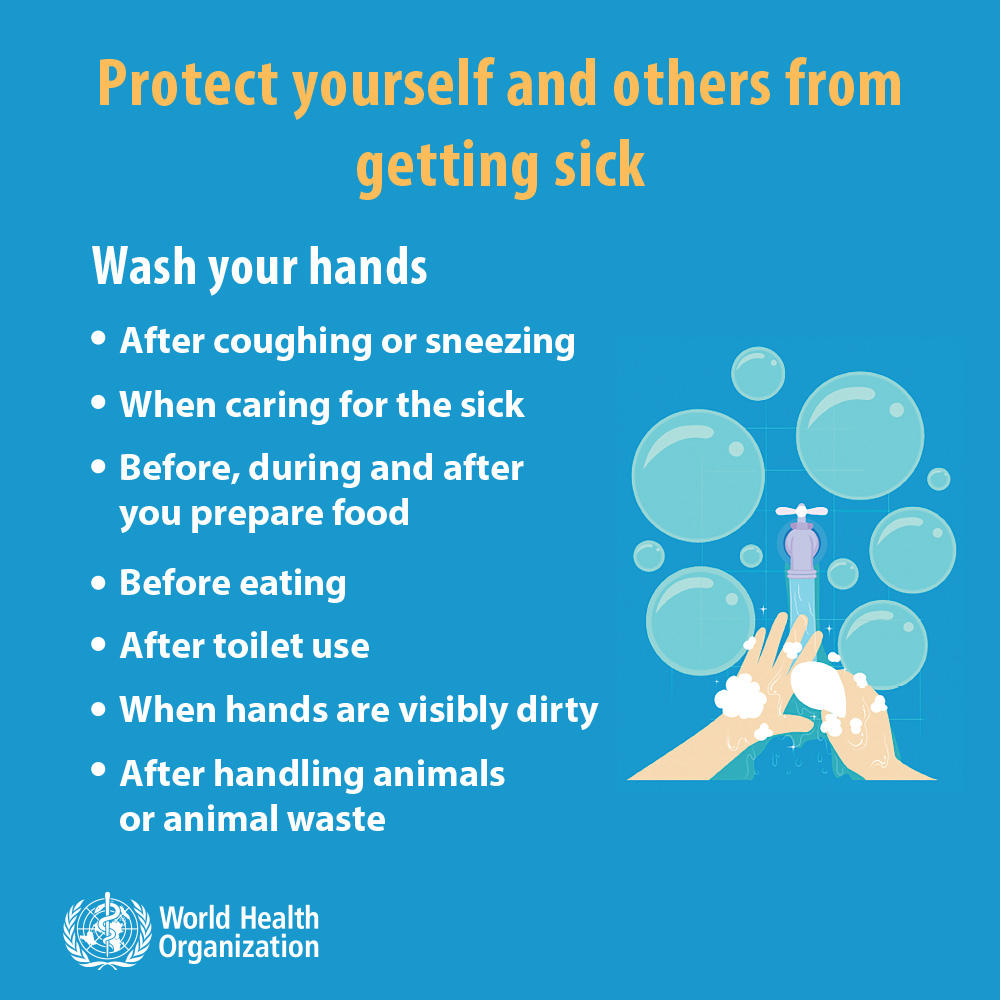 Protect yourself and others from
getting sick
Wash your hands
• After coughing or sneezing
• When caring for the sick
• Before, during and after
you prepare food
• Before eating
• After toilet use
• When hands are visibly dirty
• After handling animals
or animal waste
World Health
Organization